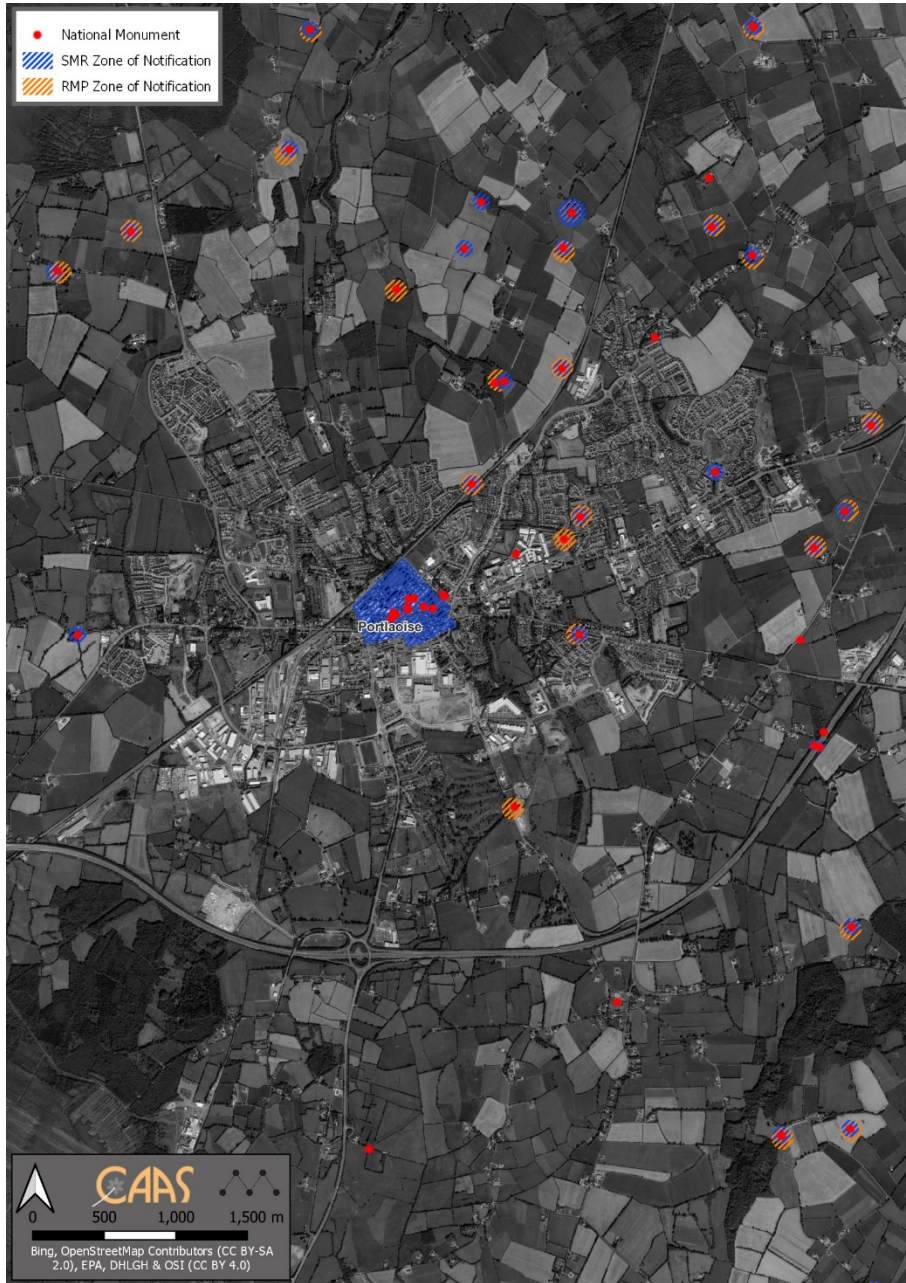 National Monument
SMR Zone of Notification
RMP Zone of Notification
Portlaoise
CAAS
0 500 1,000 1,500 m
Bing, OpenStreetMap Contributors (CC BY-SA
2.0), EPA, DHLGH & OSI (CC BY 4.0)